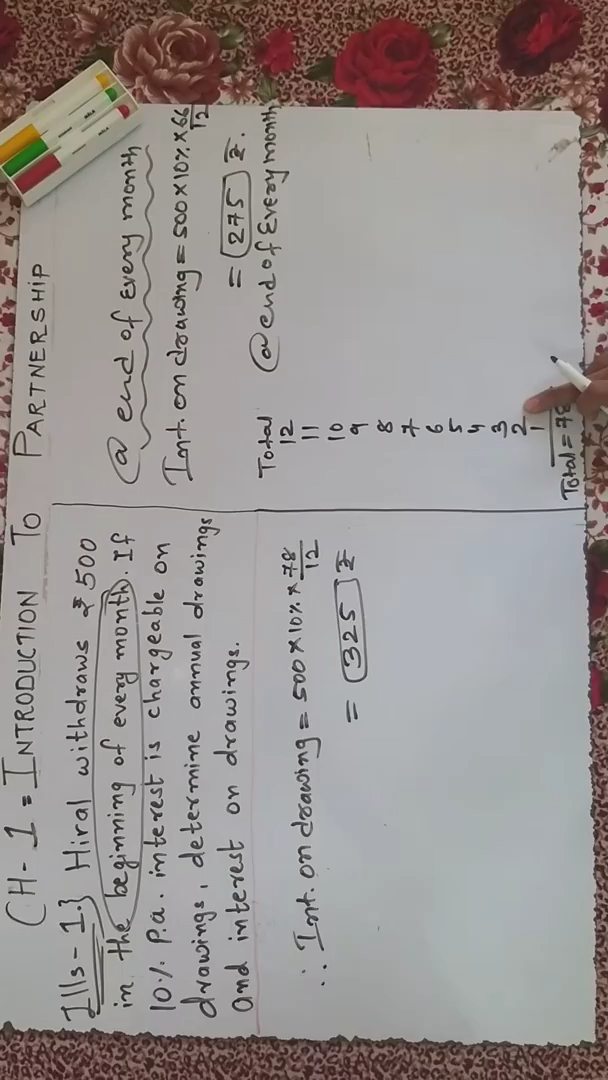 CH-1 = INTRODUCTION TO PARTNERSHIP
Ills-1.} Hiral withdraws ₹500
in the beginning of every month. If
10% P.a. interest is chargeable on
drawings, determine annual drawings
and interest on drawings.
∴ Int. on drawing = 500 × 10% × 78/12
= 325 ₹
@ end of Every month
Int. on drawing = 500 × 10% × 66/12
= 275 ₹.
Total @ end of Every month
12
11
10
9
8
7
6
5
4
3
2
1
Total = 78